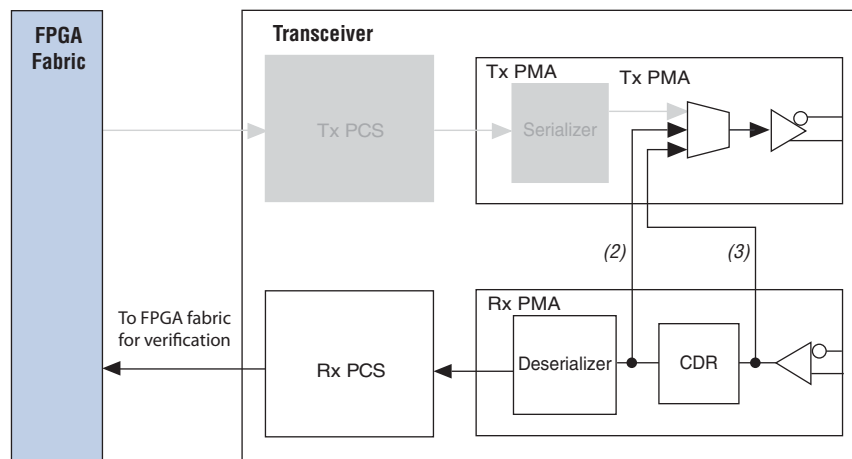 FPGA
Fabric
Transceiver
Tx PMA
Tx PMA
Tx PCS
Serializer
(2)
(3)
Rx PMA
To FPGA fabric
for verification
Rx PCS
Deserializer
CDR